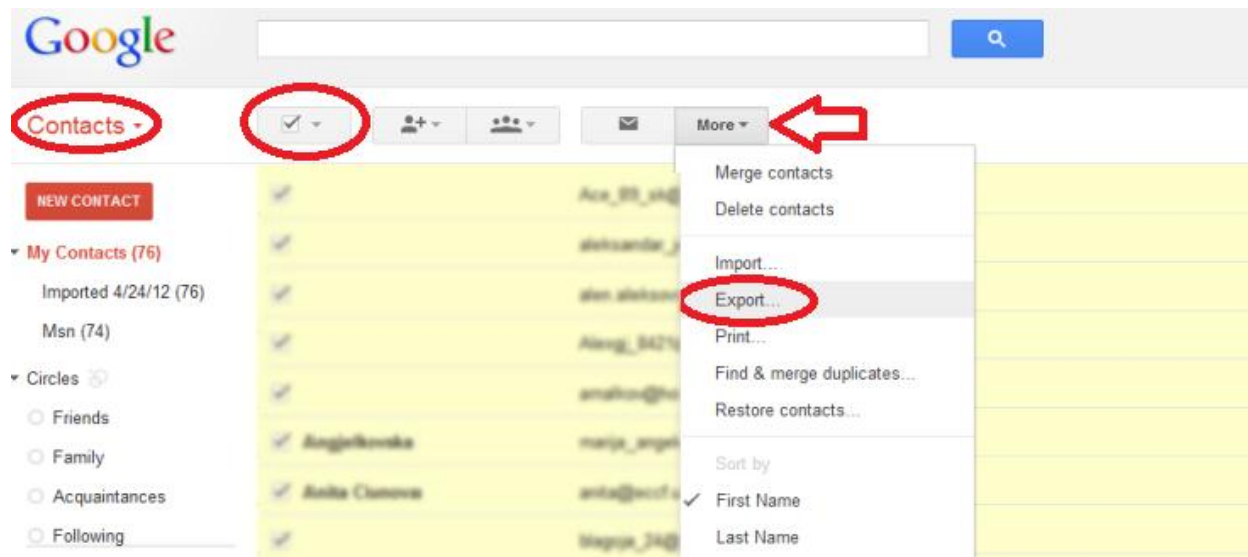 Google
Contacts
More
NEW CONTACT
My Contacts (76)
Imported 4/24/12 (76)
Msn (74)
Circles
Friends
Family
Acquaintances
Following
Merge contacts
Delete contacts
Import...
Export...
Print...
Find & merge duplicates...
Restore contacts...
Sort by
First Name
Last Name